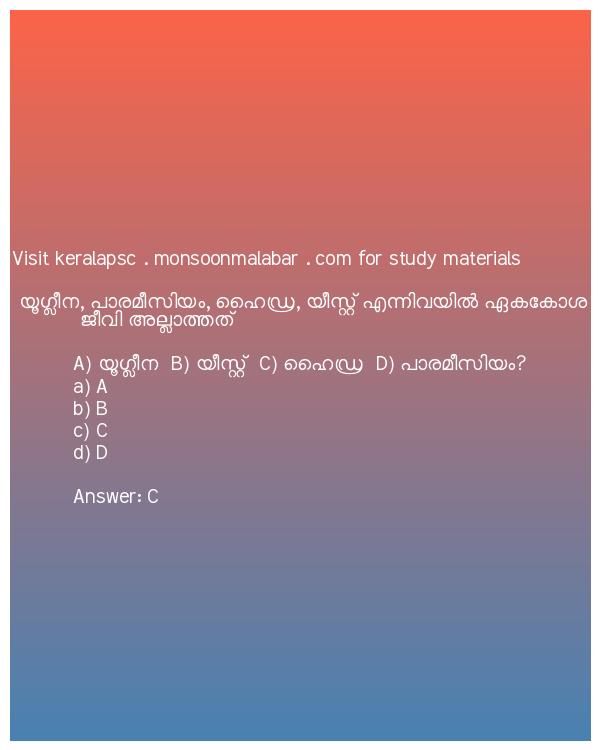 Visit keralapsc . monsoonmalabar . com for study materials
യൂഗ്ലീന, പാരമീസിയം, ഹൈഡ്ര, യീസ്റ്റ് എന്നിവയിൽ ഏകകോശ
ജീവി അല്ലാത്തത്
A) യൂഗ്ലീന B) യീസ്റ്റ് C) ഹൈഡ്ര D) പാരമീസിയം?
a) A
b) B
c) C
d) D
Answer: C